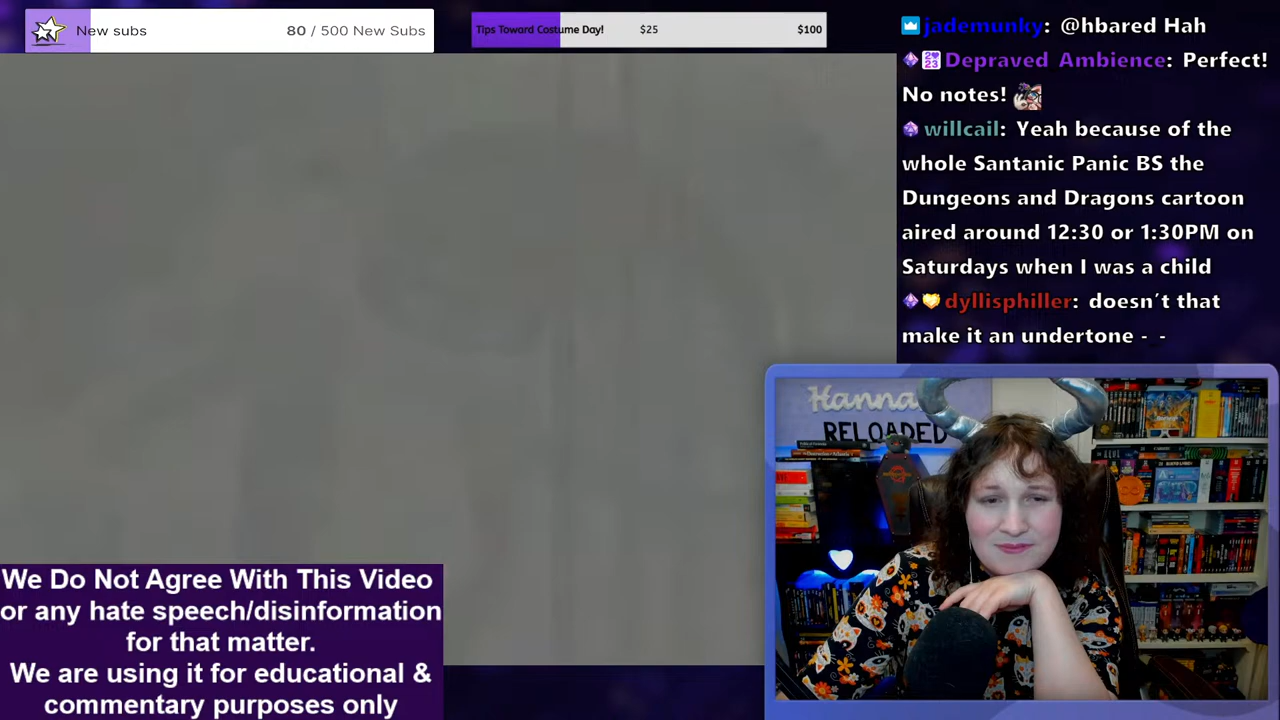 New subs
80 / 500 New Subs
Tips Toward Costume Day!
$25
$100
jademunky: @hbared Hah
Depraved Ambience: Perfect!
No notes!
willcail: Yeah because of the
whole Santanic Panic BS the
Dungeons and Dragons cartoon
aired around 12:30 or 1:30PM on
Saturdays when I was a child
dyllisphiller: doesn't that
make it an undertone - -
RELOADED
We Do Not Agree With This Video
or any hate speech/disinformation
for that matter.
We are using it for educational &
commentary purposes only